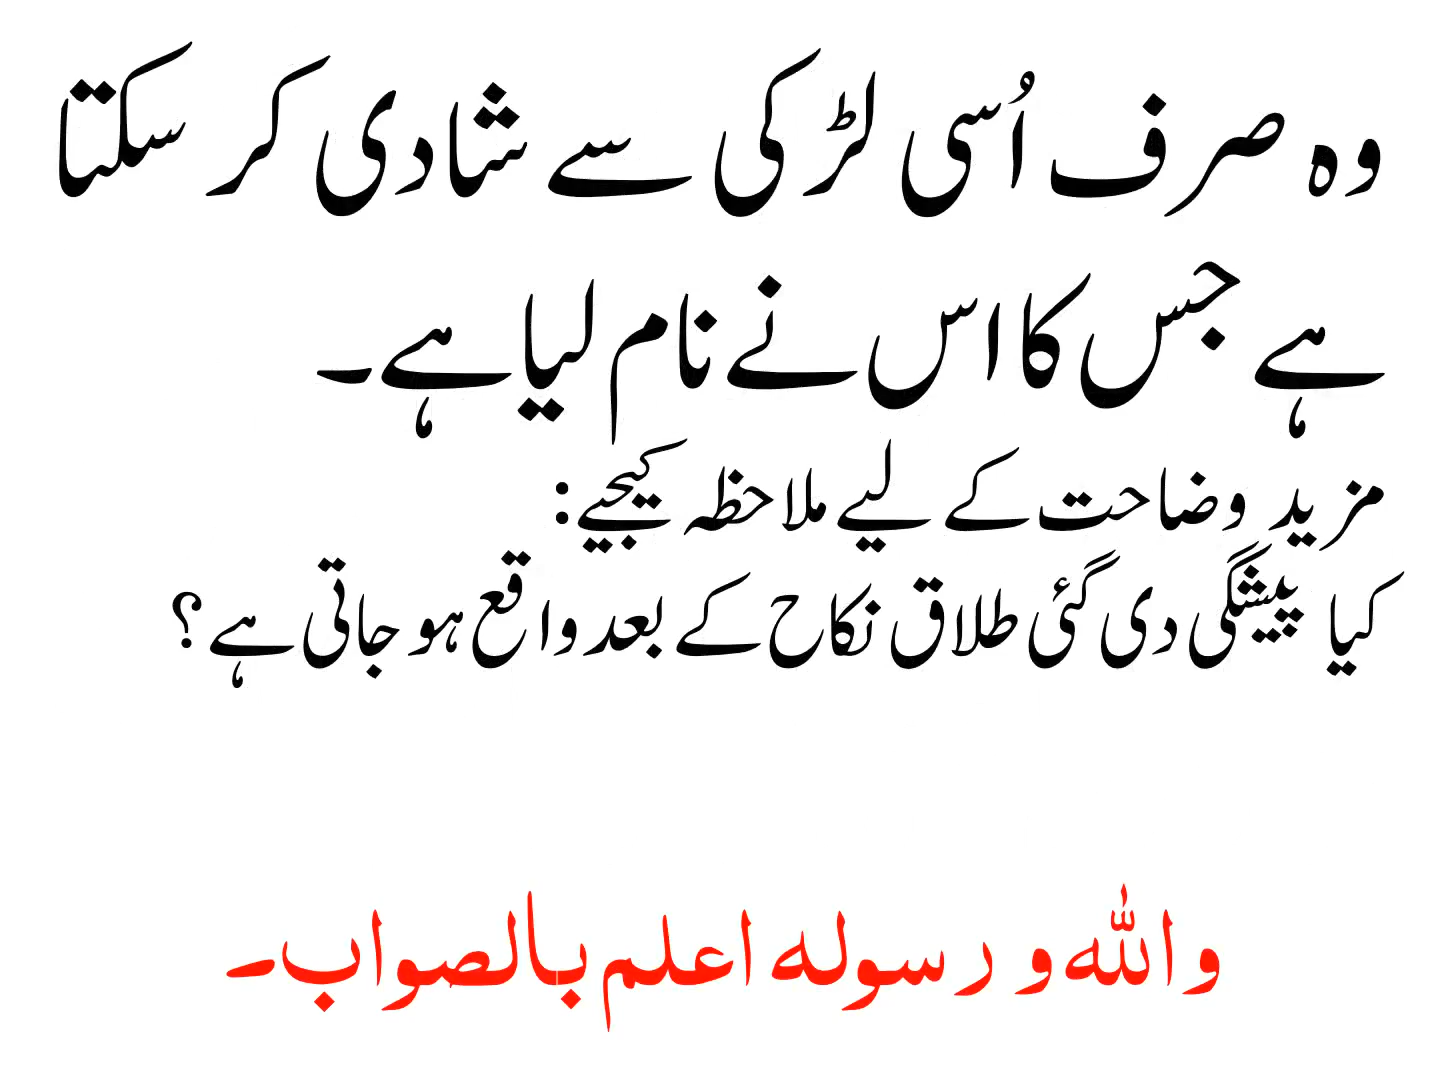 وہ صرف اُسی لڑکی سے شادی کر سکتا
ہے جس کا اس نے نام لیا ہے۔
مزید وضاحت کے لیے ملاحظہ کیجیے:
کیا پیشگی دی گئی طلاق نکاح کے بعد واقع ہو جاتی ہے؟
واللہ و رسولہ اعلم بالصواب۔